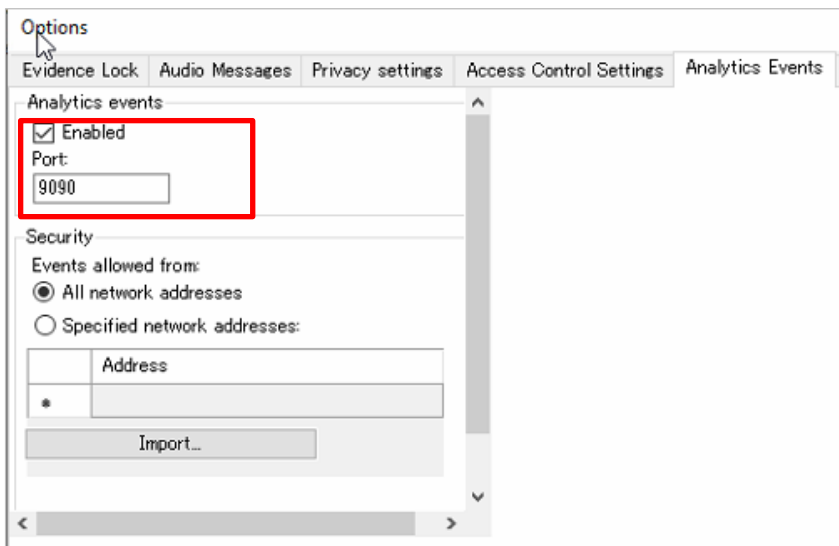 Options
Evidence Lock Audio Messages Privacy settings Access Control Settings Analytics Events
Analytics events
Enabled
Port:
9090
Security
Events allowed from:
All network addresses
Specified network addresses:
Address
*
Import...